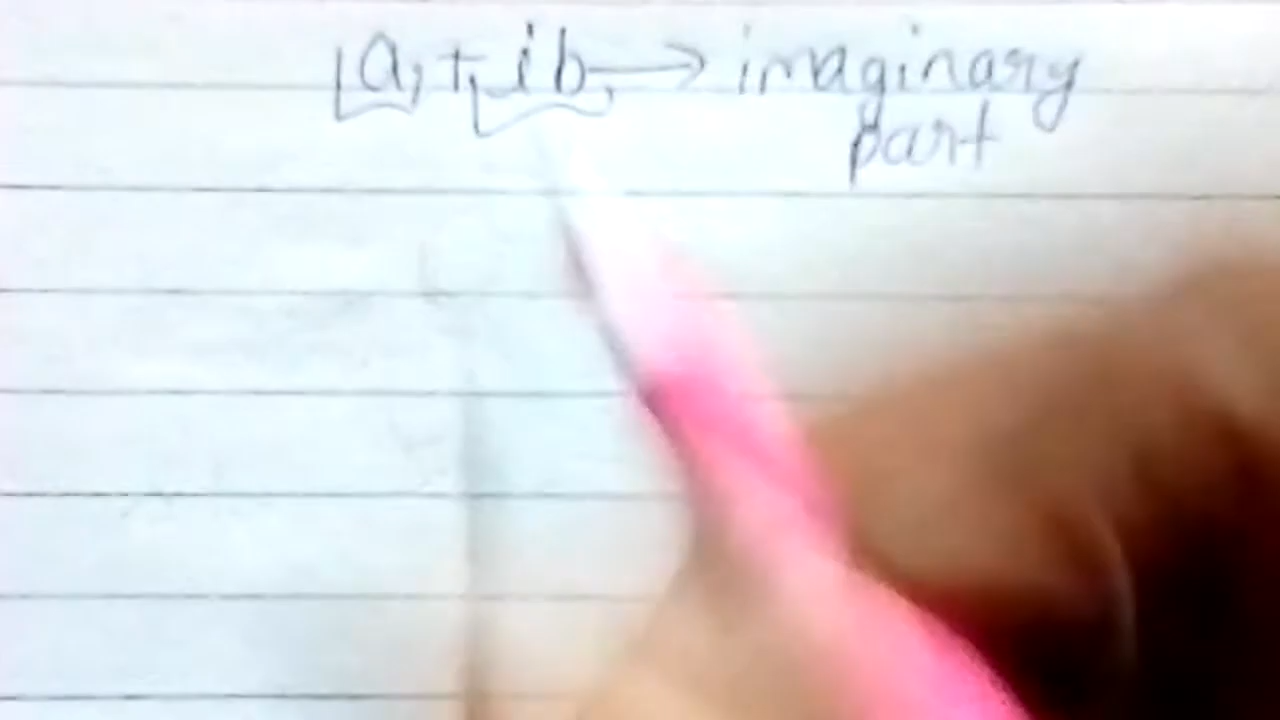 a + ib → imaginary
part